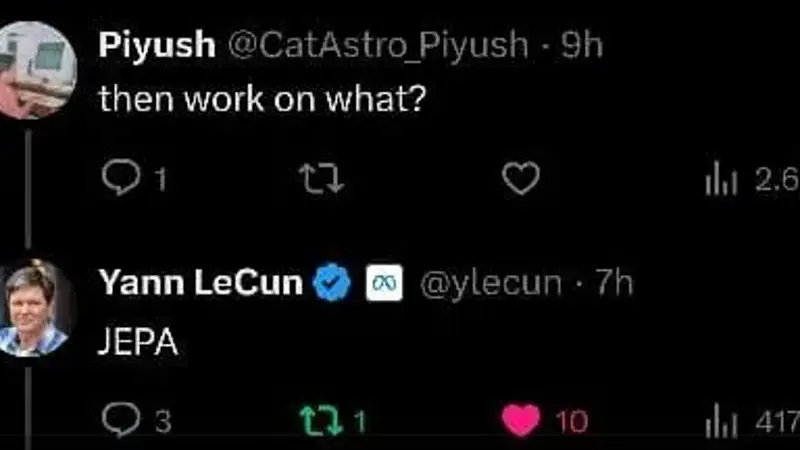 Piyush @CatAstro_Piyush · 9h
then work on what?
1 2.6
Yann LeCun @ylecun · 7h
JEPA
3 1 10 417